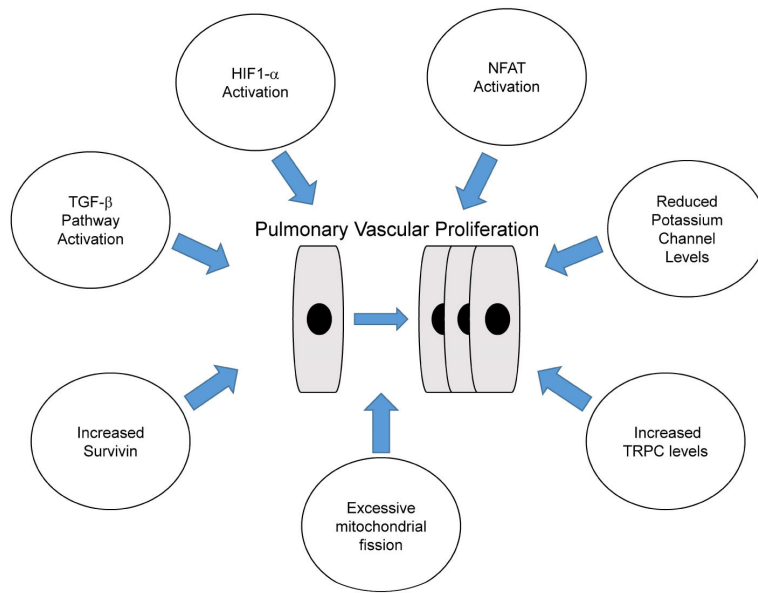 HIF1-α
Activation
NFAT
Activation
TGF-β
Pathway
Activation
Pulmonary Vascular Proliferation
Reduced
Potassium
Channel
Levels
Increased
Survivin
Excessive
mitochondrial
fission
Increased
TRPC levels